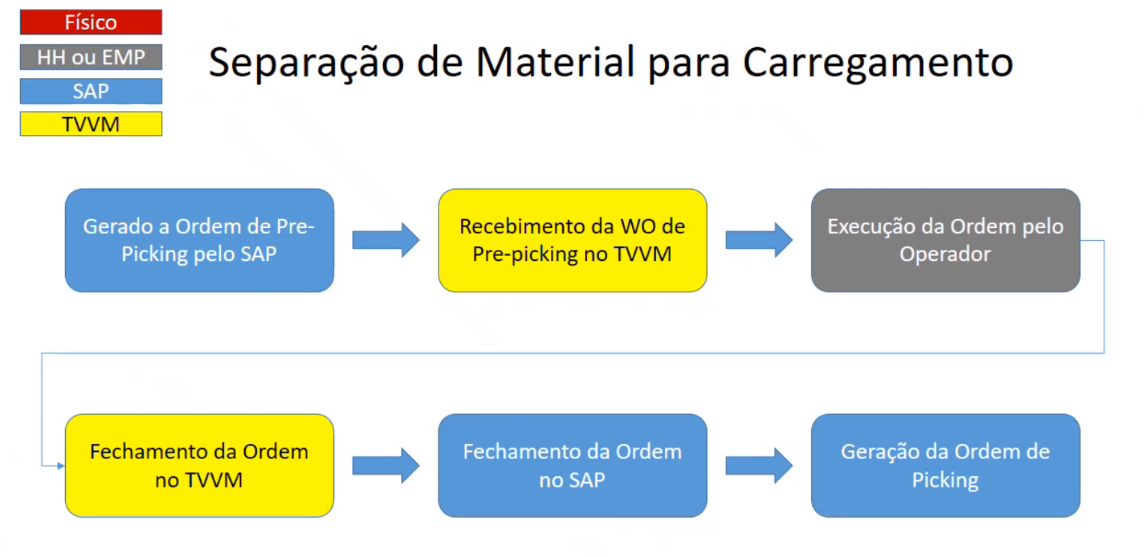 Físico
HH ou EMP
SAP
TVVM
Separação de Material para Carregamento
Gerado a Ordem de Pre-
Picking pelo SAP
Recebimento da WO de
Pre-picking no TVVM
Execução da Ordem pelo
Operador
Fechamento da Ordem
no TVVM
Fechamento da Ordem
no SAP
Geração da Ordem de
Picking